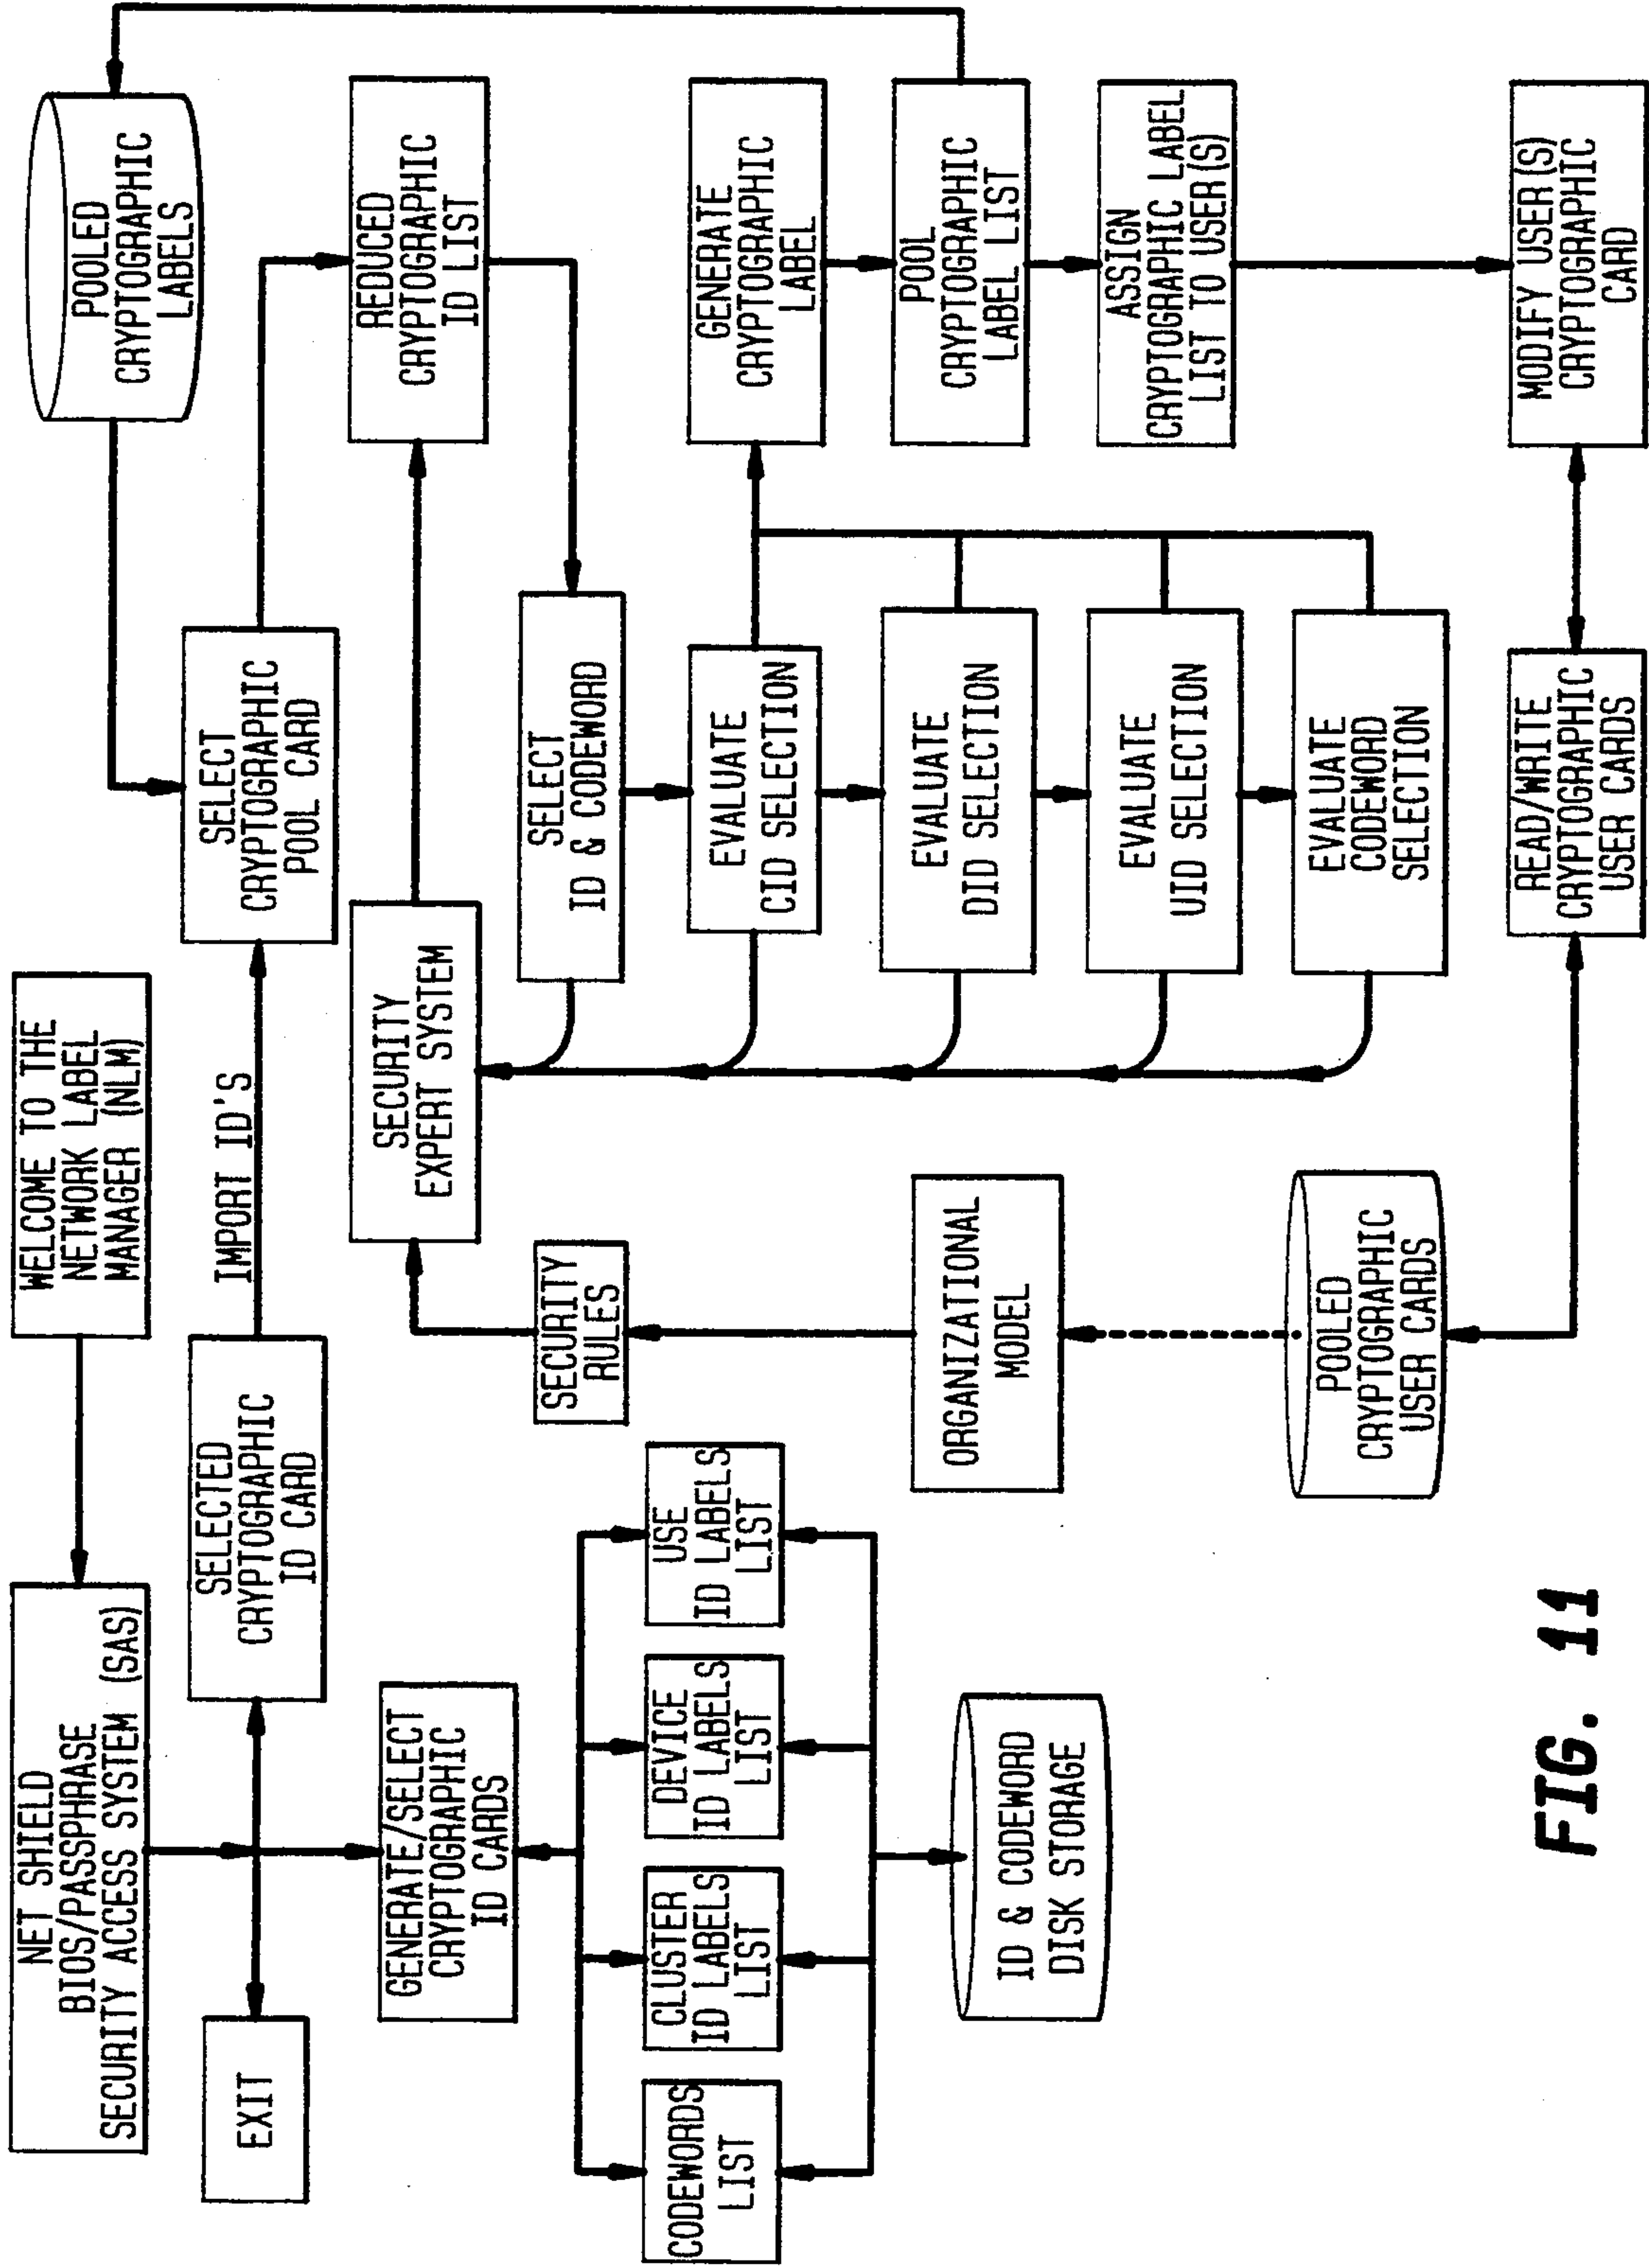 WELCOME TO THE
NETWORK LABEL
MANAGER (NLM)
NET SHIELD
BIOS/PASSPHRASE
SECURITY ACCESS SYSTEM (SAS)
EXIT
SELECTED
CRYPTOGRAPHIC
ID CARD
IMPORT ID'S
SELECT
CRYPTOGRAPHIC
POOL CARD
POOLED
CRYPTOGRAPHIC
LABELS
GENERATE/SELECT
CRYPTOGRAPHIC
ID CARDS
SECURITY
EXPERT SYSTEM
REDUCED
CRYPTOGRAPHIC
ID LIST
CODEWORDS
LIST
CLUSTER
ID LABELS
LIST
DEVICE
ID LABELS
LIST
USE
ID LABELS
LIST
SECURITY
RULES
SELECT
ID & CODEWORD
EVALUATE
CID SELECTION
GENERATE
CRYPTOGRAPHIC
LABEL
ID & CODEWORD
DISK STORAGE
ORGANIZATIONAL
MODEL
EVALUATE
DID SELECTION
POOL
CRYPTOGRAPHIC
LABEL LIST
EVALUATE
UID SELECTION
ASSIGN
CRYPTOGRAPHIC LABEL
LIST TO USER(S)
POOLED
CRYPTOGRAPHIC
USER CARDS
EVALUATE
CODEWORD
SELECTION
READ/WRITE
CRYPTOGRAPHIC
USER CARDS
MODIFY USER(S)
CRYPTOGRAPHIC
CARD
FIG. 11